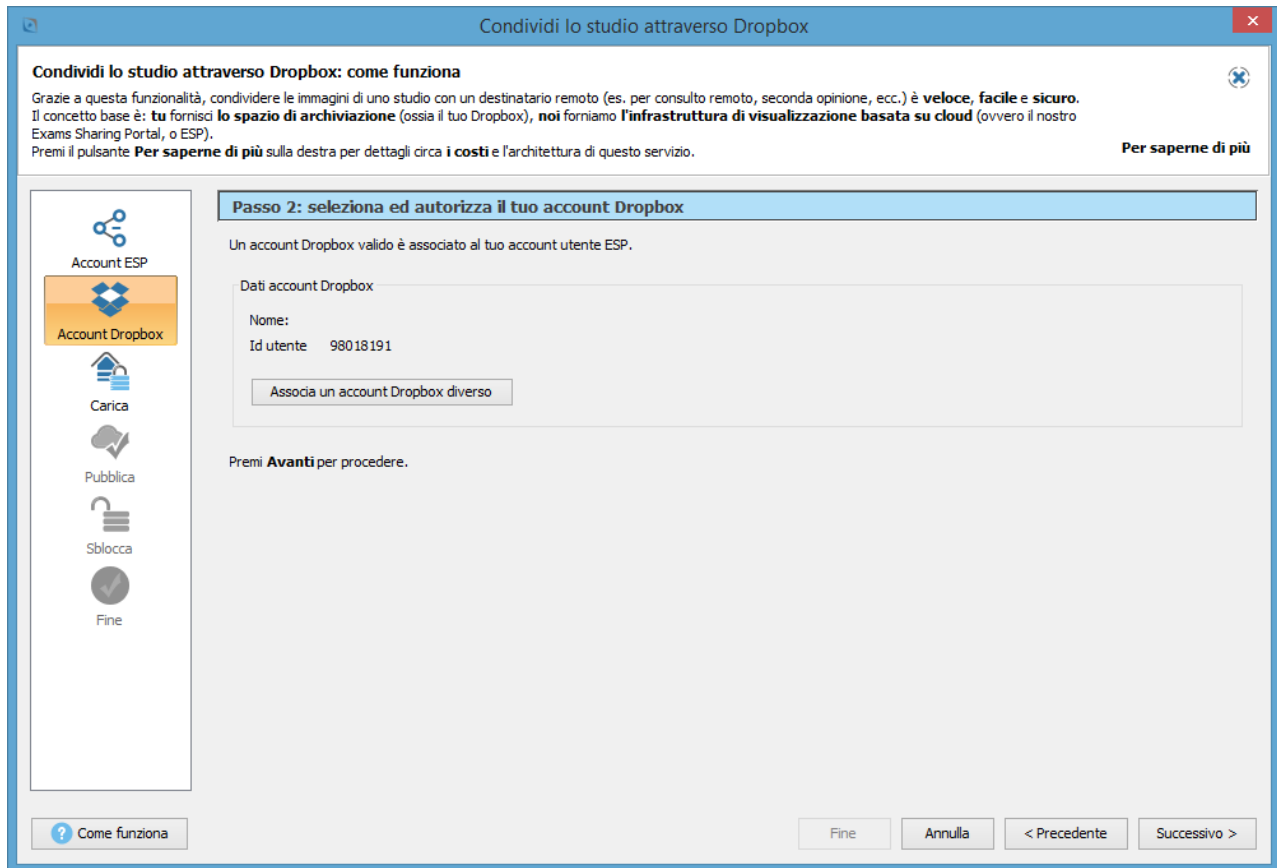 Condividi lo studio attraverso Dropbox
Condividi lo studio attraverso Dropbox: come funziona
Grazie a questa funzionalità, condividere le immagini di uno studio con un destinatario remoto (es. per consulto remoto, seconda opinione, ecc.) è veloce, facile e sicuro.
Il concetto base è: tu fornisci lo spazio di archiviazione (ossia il tuo Dropbox), noi forniamo l'infrastruttura di visualizzazione basata su cloud (ovvero il nostro
Exams Sharing Portal, o ESP).
Premi il pulsante Per saperne di più sulla destra per dettagli circa i costi e l'architettura di questo servizio.
Per saperne di più
Account ESP
Account Dropbox
Carica
Pubblica
Sblocca
Fine
Passo 2: seleziona ed autorizza il tuo account Dropbox
Un account Dropbox valido è associato al tuo account utente ESP.
Dati account Dropbox
Nome:
Id utente 98018191
Associa un account Dropbox diverso
Premi Avanti per procedere.
? Come funziona
Fine
Annulla
< Precedente
Successivo >